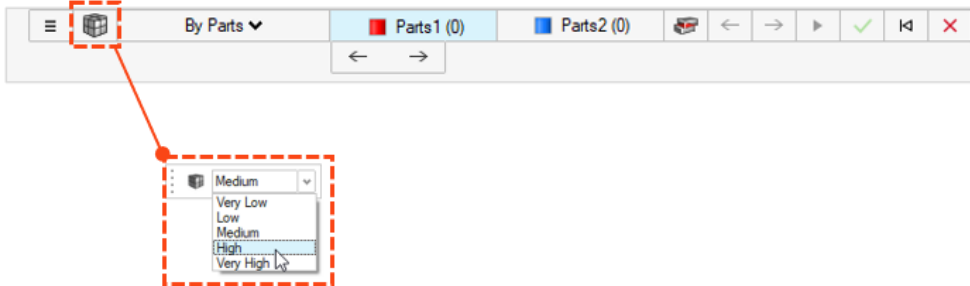 By Parts Parts1 (0) Parts2 (0)
Medium
Very Low
Low
Medium
High
Very High